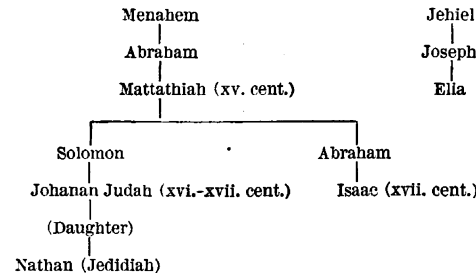 Menahem Jehiel
Abraham Joseph
Mattathiah (xv. cent.) Elia
Solomon Abraham
Johanan Judah (xvi.-xvii. cent.) Isaac (xvii. cent.)
(Daughter)
Nathan (Jedidiah)